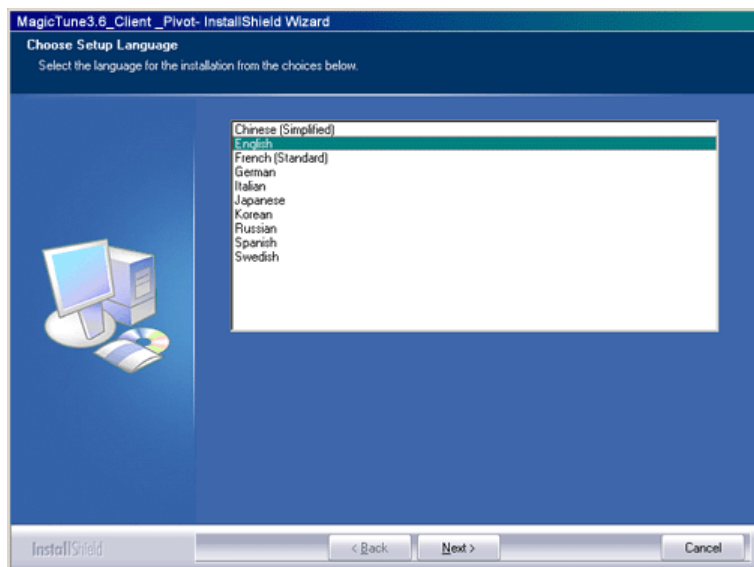 MagicTune3.6_Client _Pivot- InstallShield Wizard
Choose Setup Language
Select the language for the installation from the choices below.
Chinese (Simplified)
English
French (Standard)
German
Italian
Japanese
Korean
Russian
Spanish
Swedish
InstallShield
< Back
Next >
Cancel